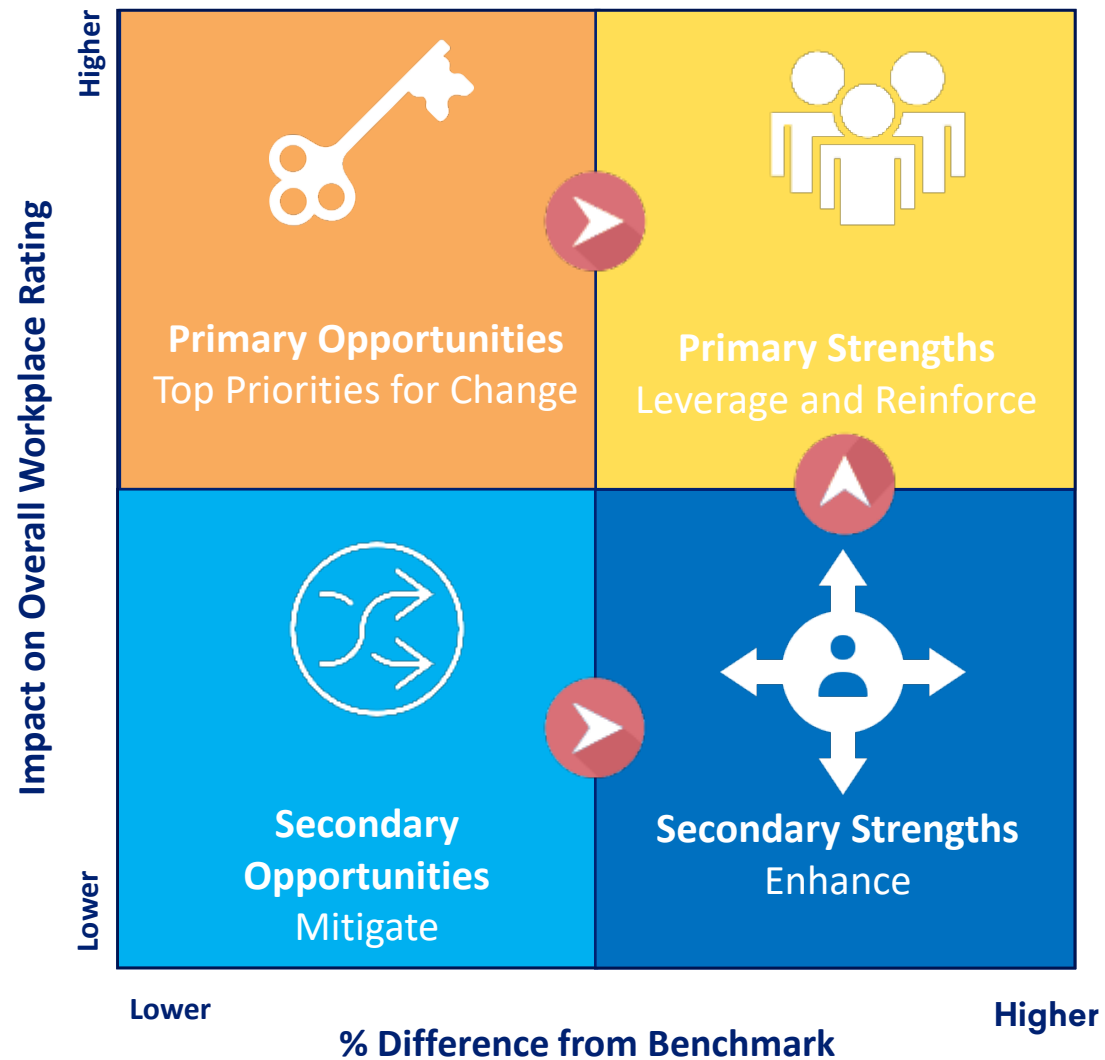 Higher
Impact on Overall Workplace Rating
Lower
Primary Opportunities
Top Priorities for Change
Primary Strengths
Leverage and Reinforce
Secondary
Opportunities
Mitigate
Secondary Strengths
Enhance
Lower
Higher
% Difference from Benchmark